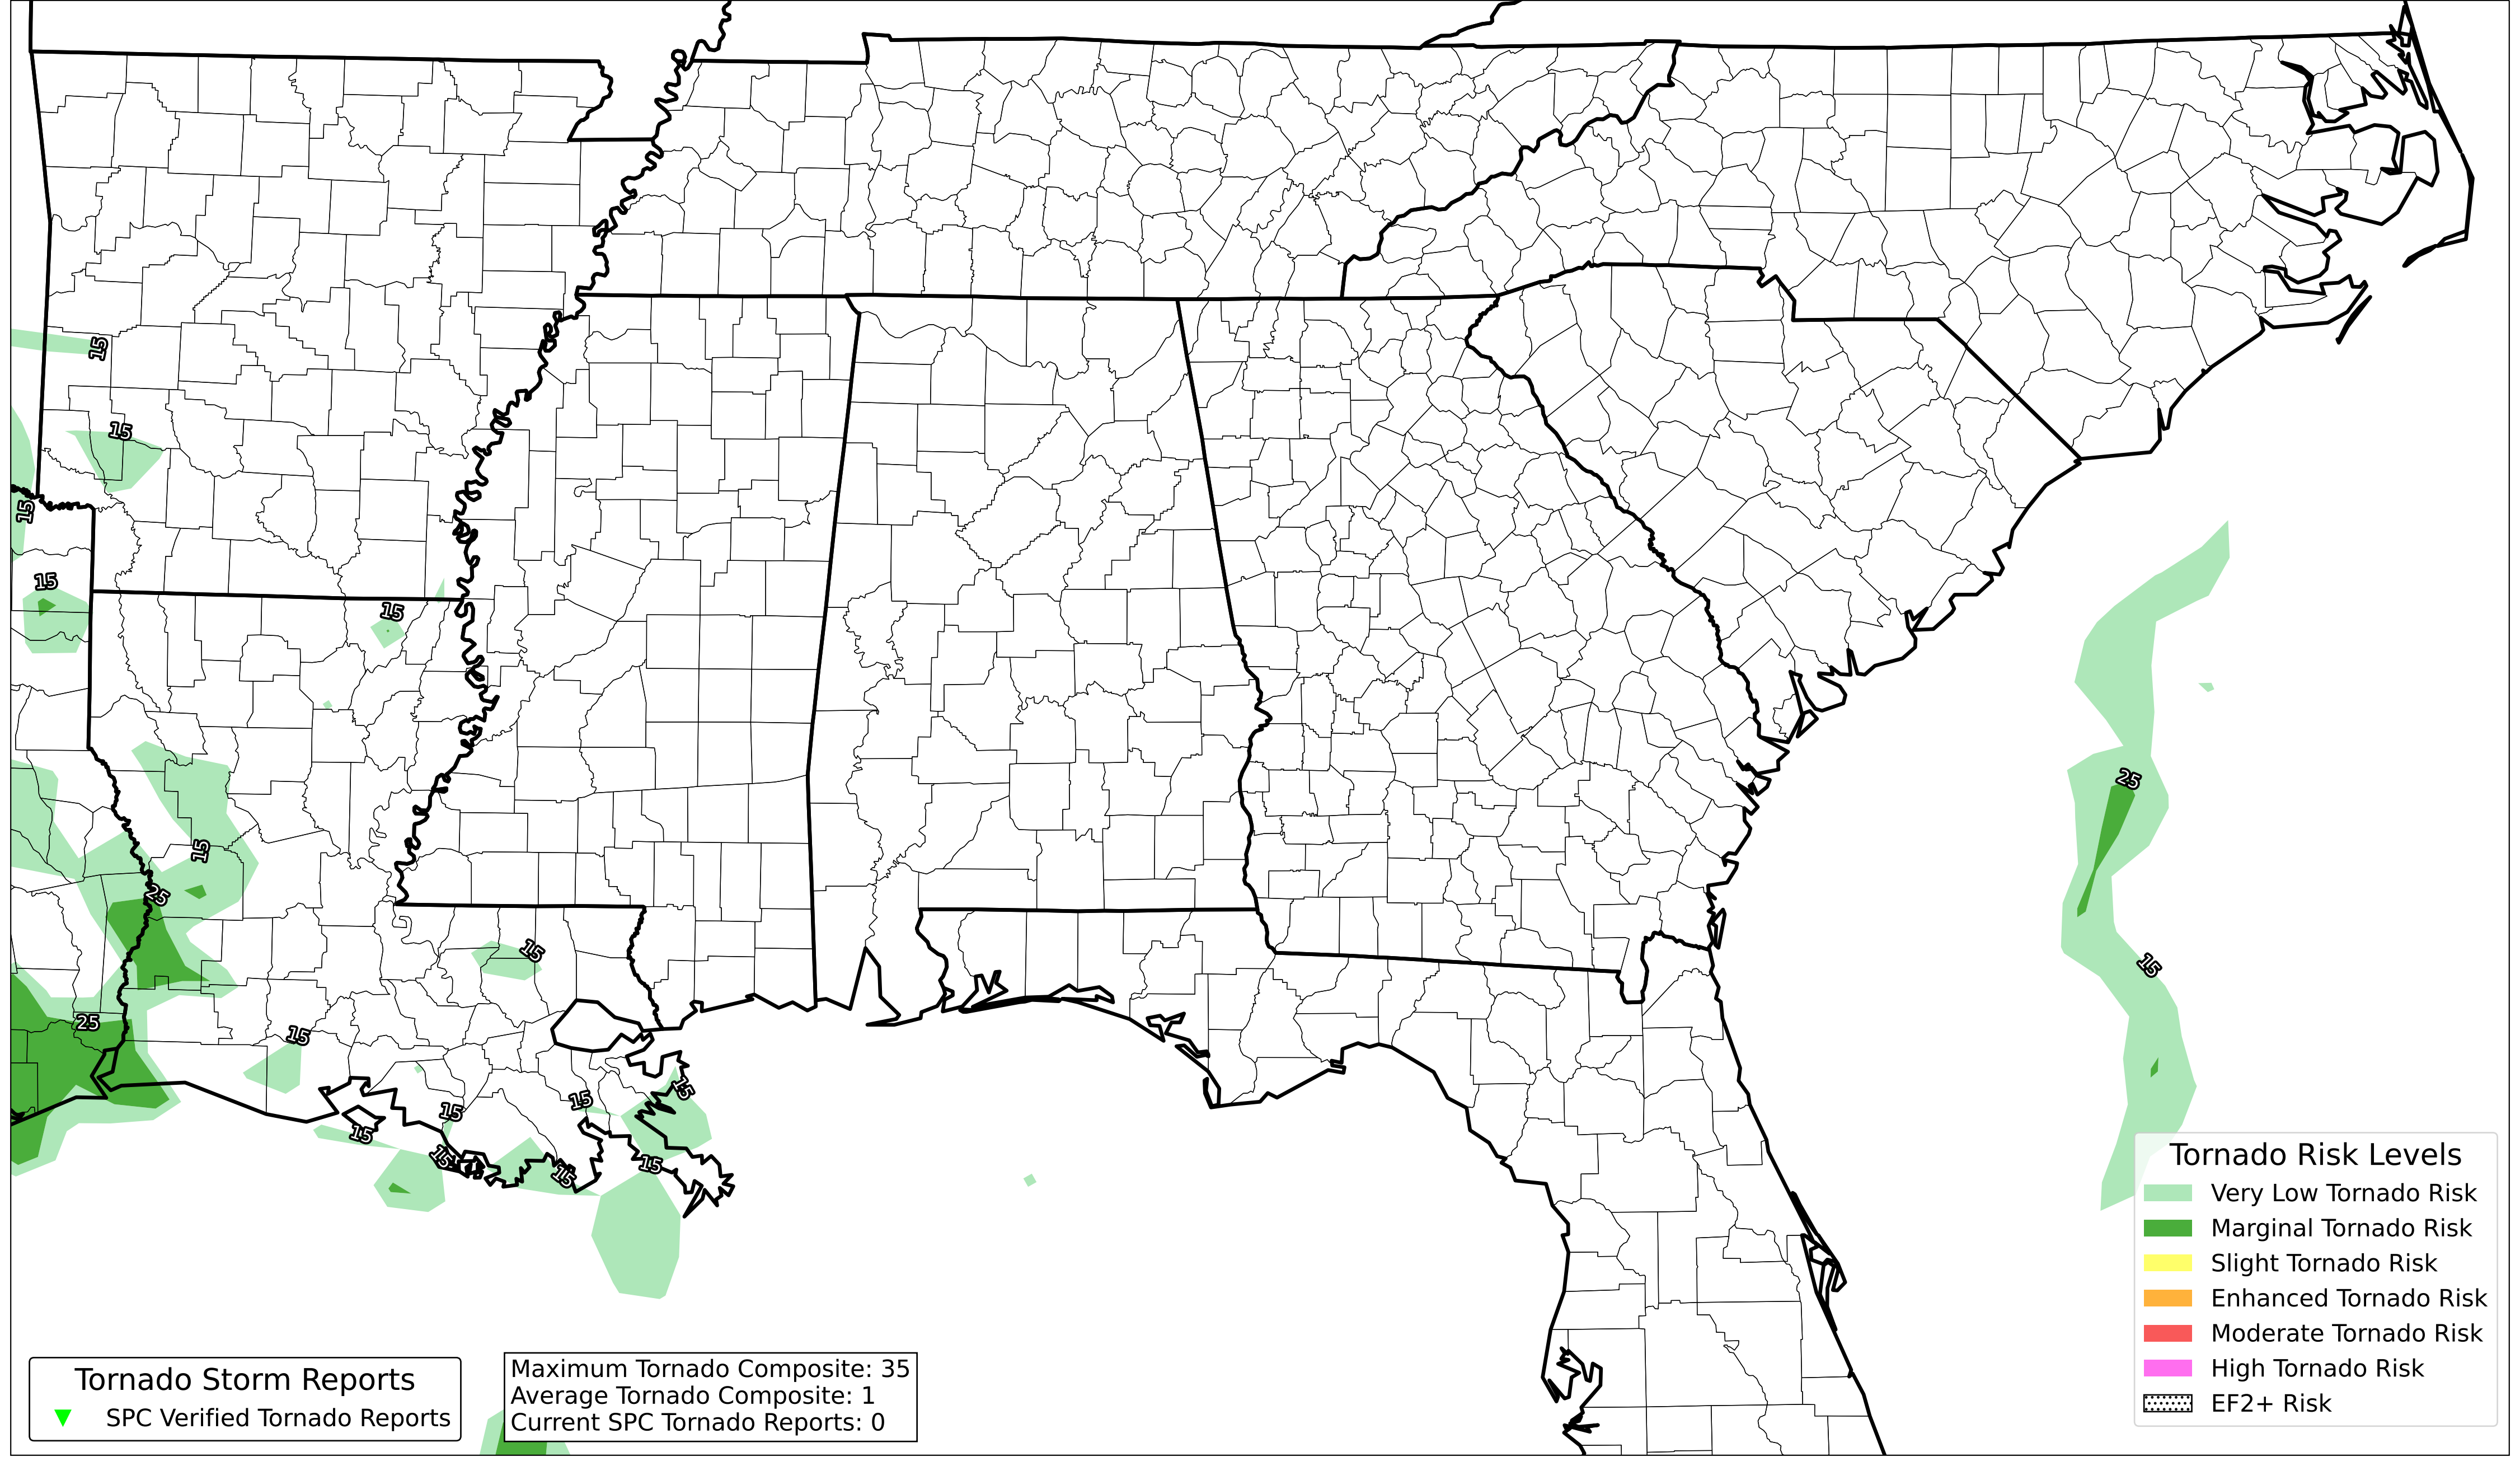 15
15
15
15
15
25
15
25
25
15
15
15
25
15
15
15
15
15
15
15
15
Tornado Risk Levels
Very Low Tornado Risk
Marginal Tornado Risk
Slight Tornado Risk
Enhanced Tornado Risk
Moderate Tornado Risk
High Tornado Risk
EF2+ Risk
Tornado Storm Reports
SPC Verified Tornado Reports
Maximum Tornado Composite: 35
Average Tornado Composite: 1
Current SPC Tornado Reports: 0